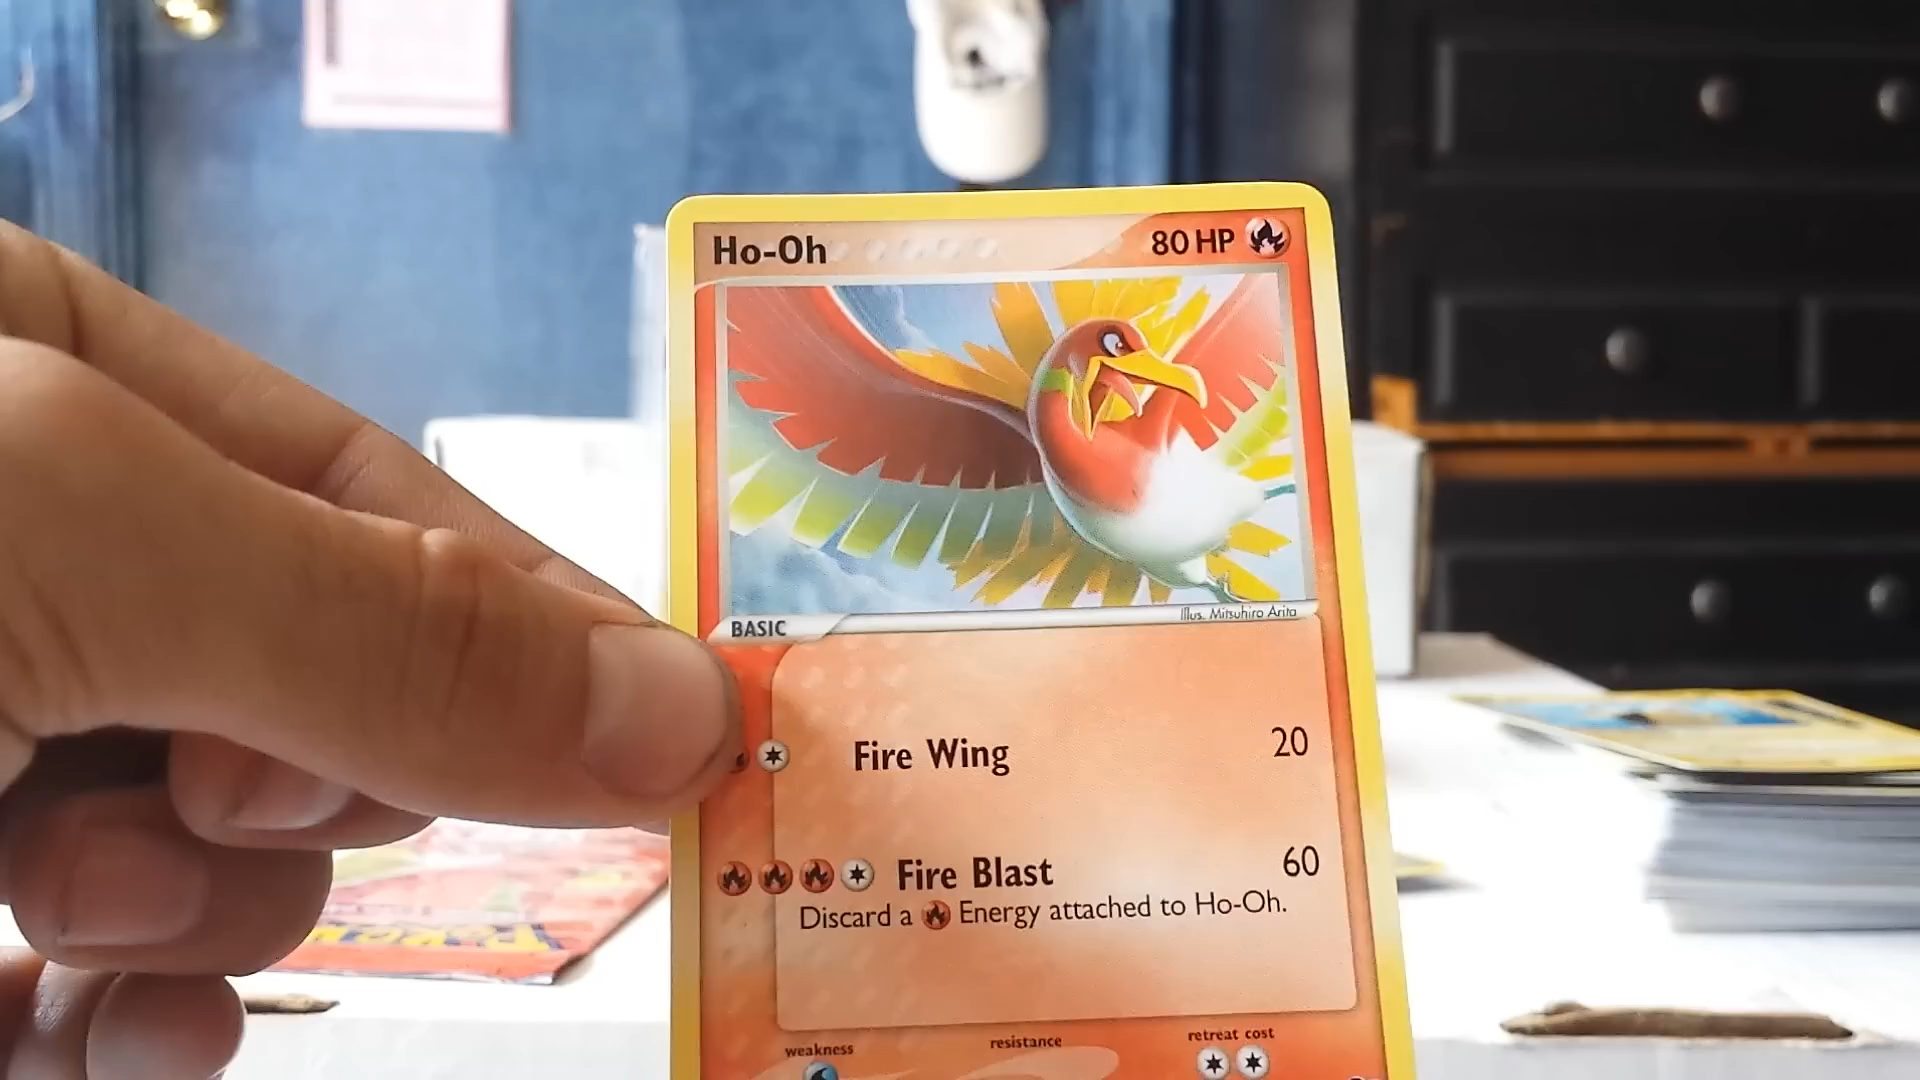 Ho-Oh 80 HP
Illus. Mitsuhiro Arita
BASIC
Fire Wing 20
Fire Blast 60
Discard a Energy attached to Ho-Oh.
weakness resistance retreat cost